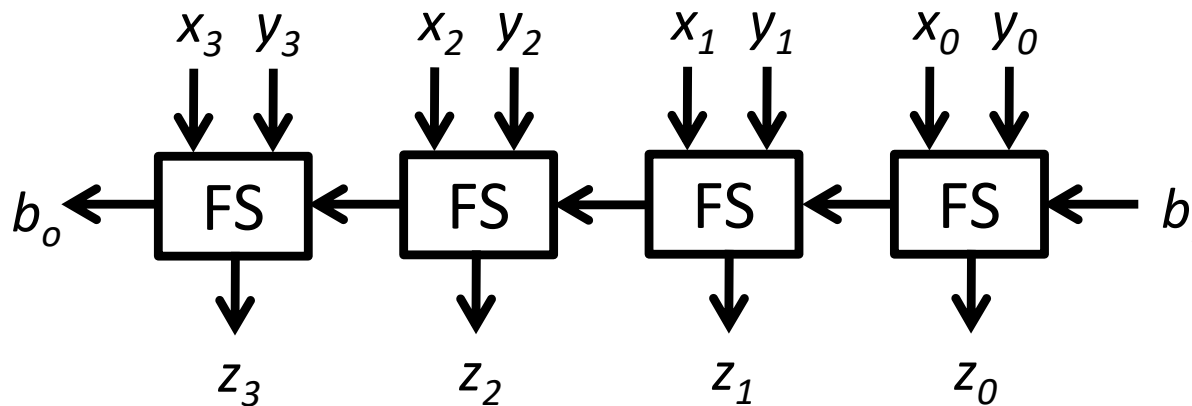 x₃ y₃ x₂ y₂ x₁ y₁ x₀ y₀
bₒ FS FS FS FS b
z₃ z₂ z₁ z₀